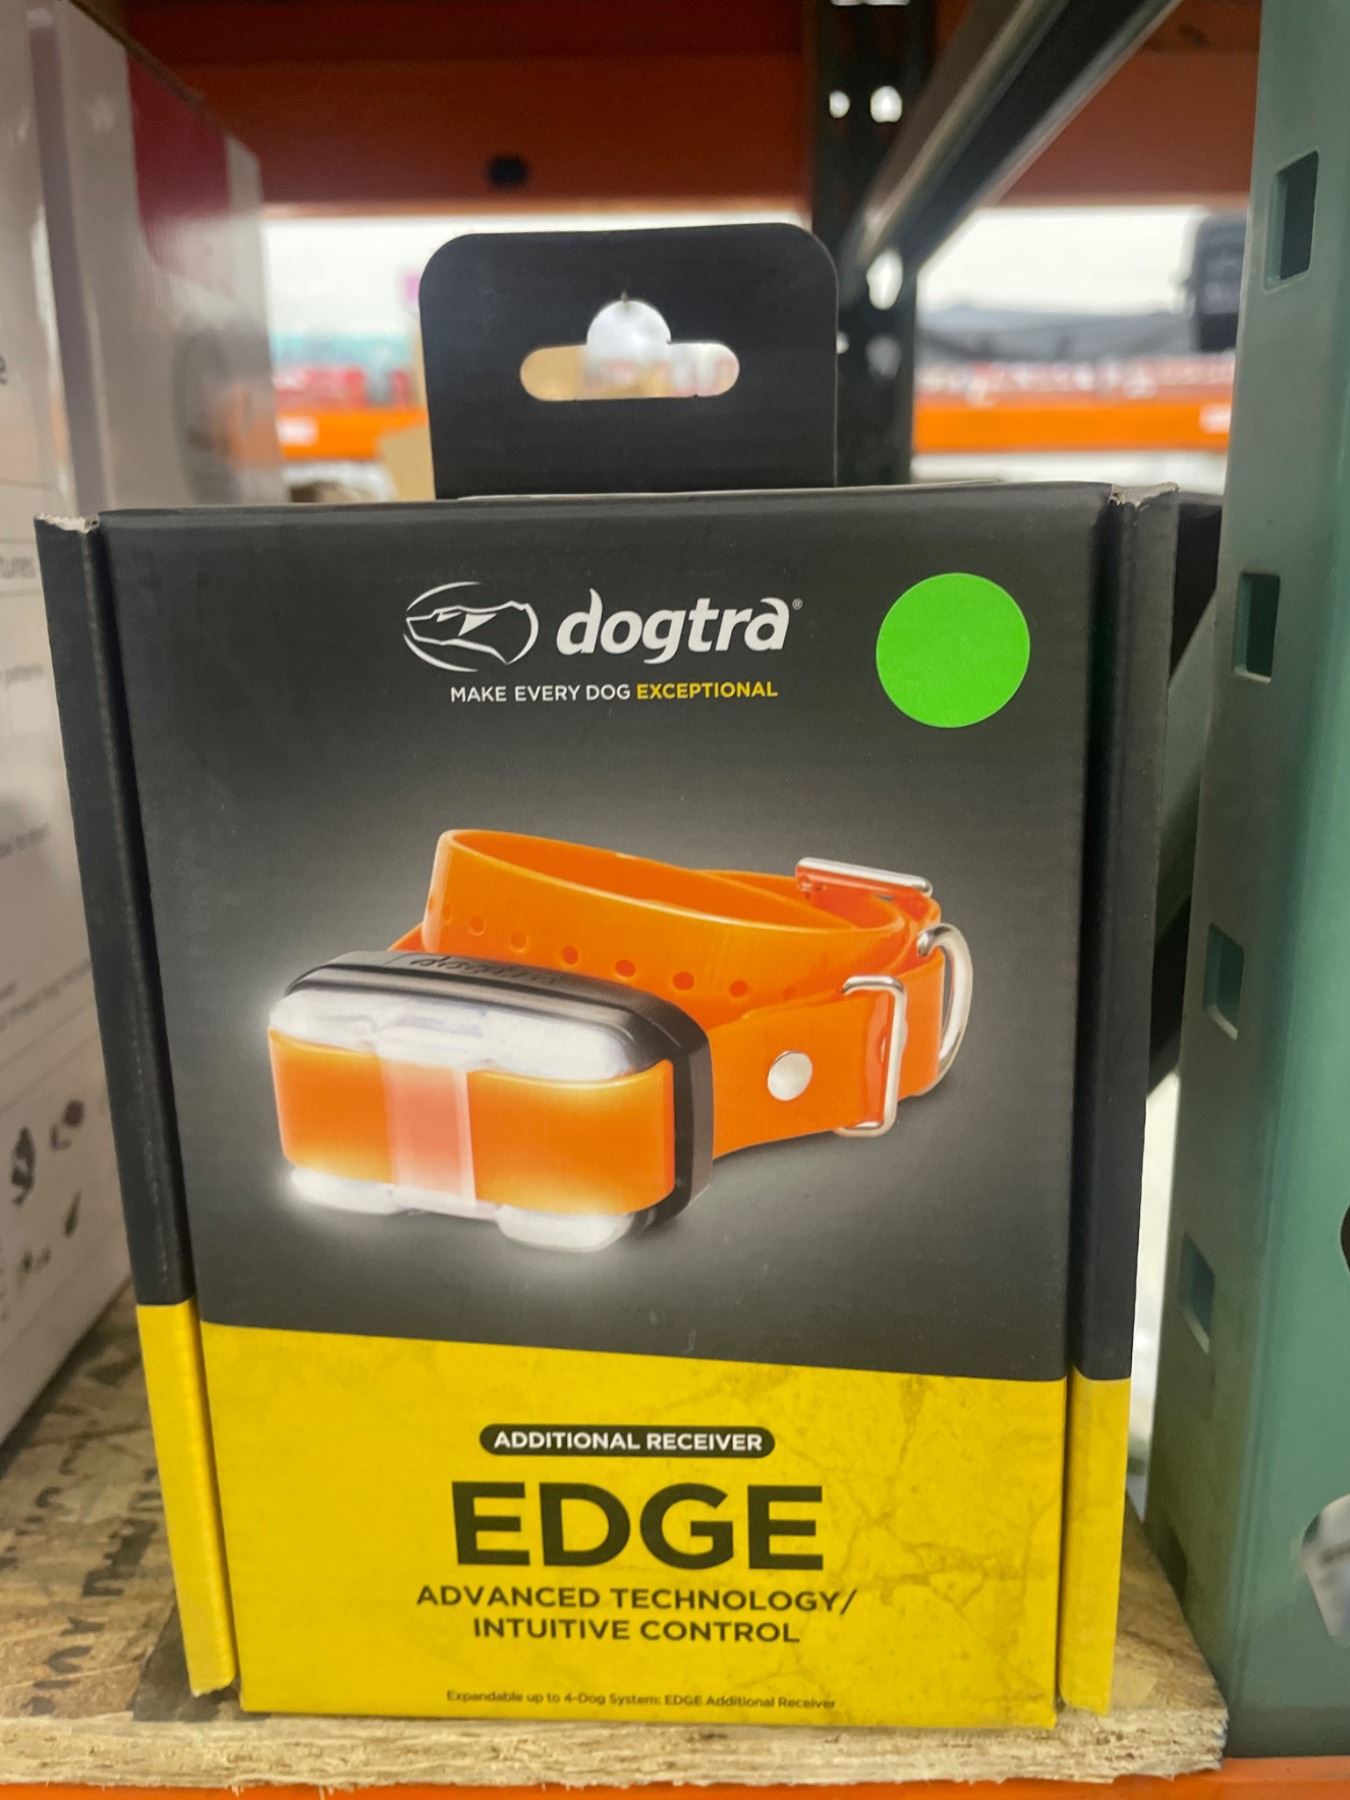 dogtra®
MAKE EVERY DOG EXCEPTIONAL
dogtra
ADDITIONAL RECEIVER
EDGE
ADVANCED TECHNOLOGY/
INTUITIVE CONTROL
Expandable up to 4-Dog System: EDGE Additional Receiver